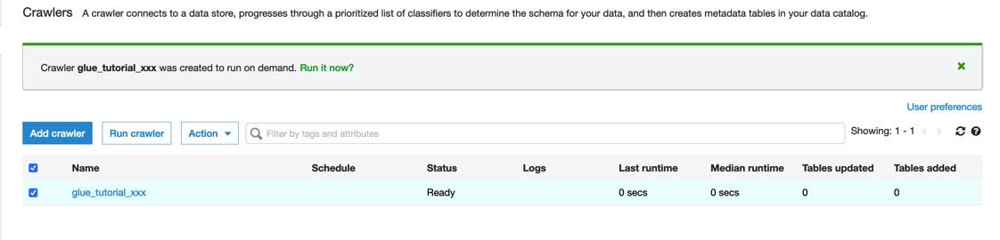 Crawlers A crawler connects to a data store, progresses through a prioritized list of classifiers to determine the schema for your data, and then creates metadata tables in your data catalog.
Crawler glue_tutorial_xxx was created to run on demand. Run it now?
User preferences
Add crawler Run crawler Action Filter by tags and attributes Showing: 1 - 1
Name Schedule Status Logs Last runtime Median runtime Tables updated Tables added
glue_tutorial_xxx Ready 0 secs 0 secs 0 0